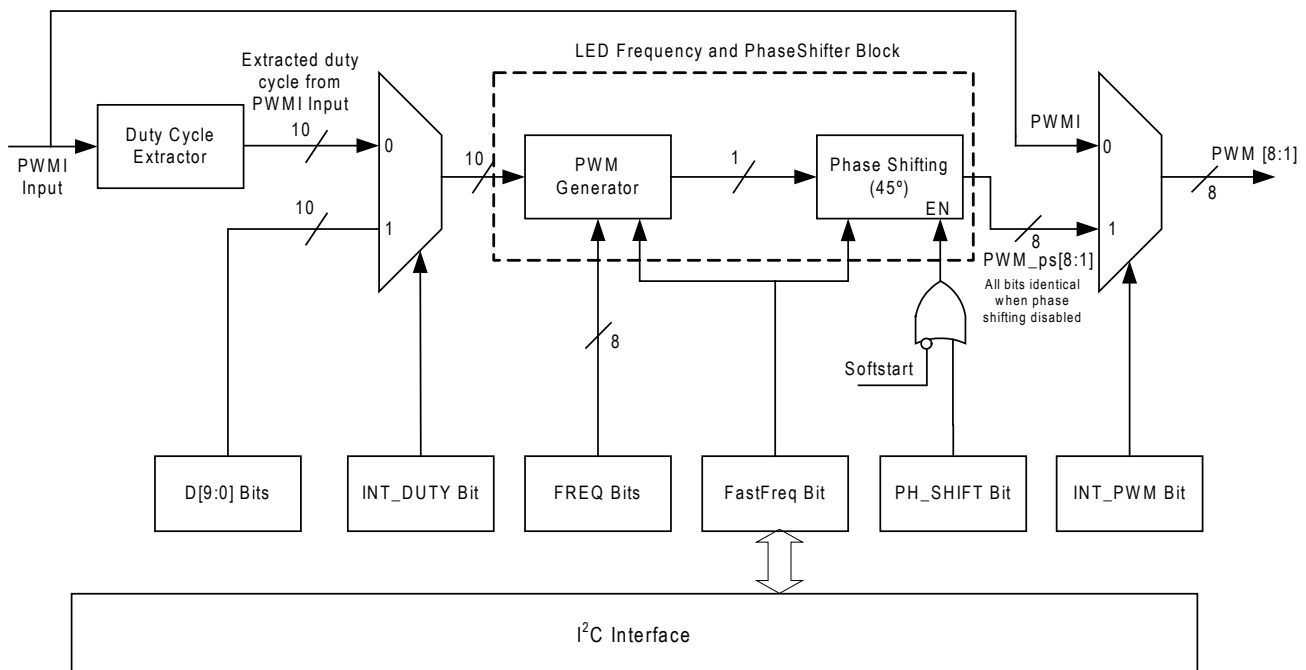 LED Frequency and PhaseShifter Block
Extracted duty
cycle from
PWMI Input
10
Duty Cycle
Extractor
PWMI
Input
0
10
1
10
PWM
Generator
1
Phase Shifting
(45º)
EN
PWMI
0
1
PWM [8:1]
8
8
PWM_ps[8:1]
All bits identical
when phase
shifting disabled
8
Softstart
D[9:0] Bits
INT_DUTY Bit
FREQ Bits
FastFreq Bit
PH_SHIFT Bit
INT_PWM Bit
I²C Interface